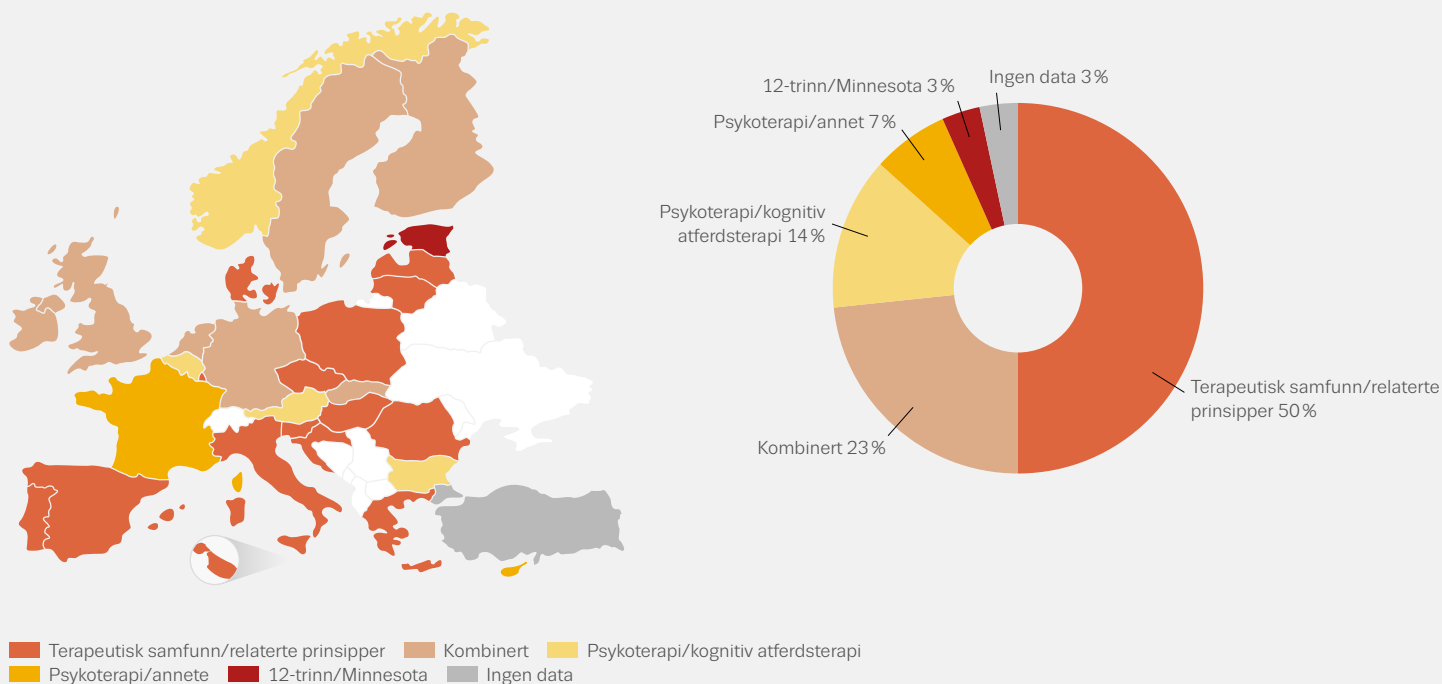 12-trinn/Minnesota 3 %
Ingen data 3 %
Psykoterapi/annet 7 %
Psykoterapi/kognitiv
atferdsterapi 14 %
Terapeutisk samfunn/relaterte
prinsipper 50 %
Kombinert 23 %
Terapeutisk samfunn/relaterte prinsipper Kombinert Psykoterapi/kognitiv atferdsterapi
Psykoterapi/annete 12-trinn/Minnesota Ingen data